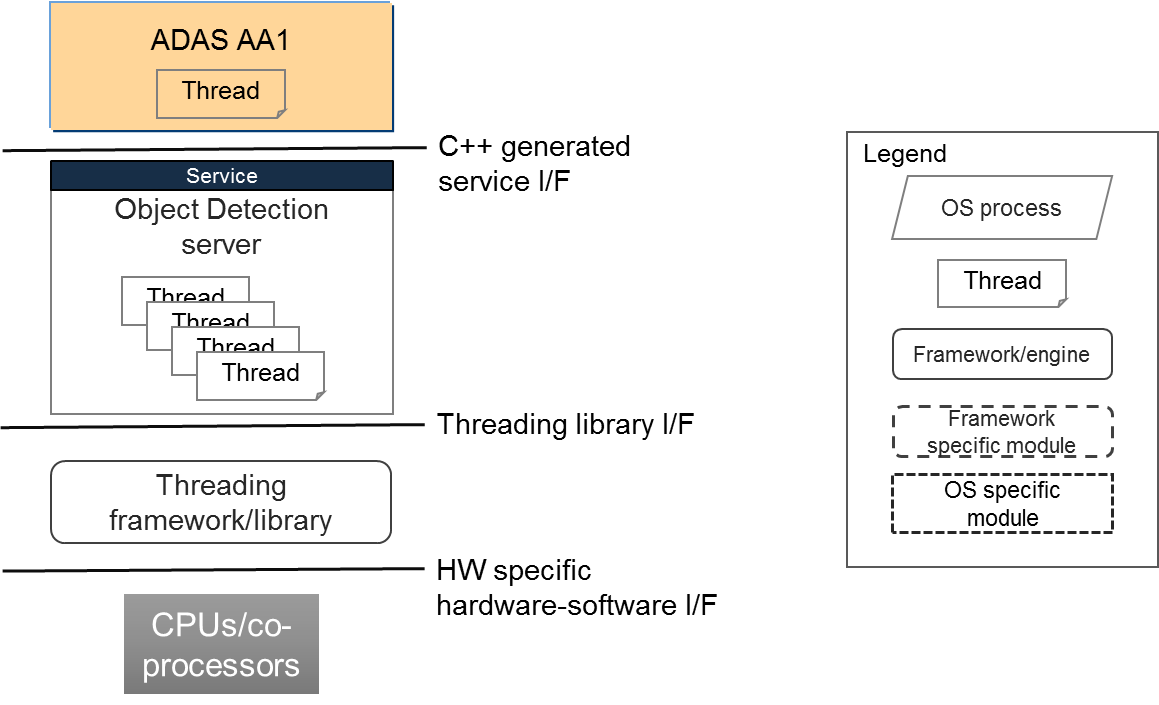 ADAS AA1
Thread
C++ generated
service I/F
Service
Object Detection
server
Thread
Thread
Thread
Thread
Threading library I/F
Threading
framework/library
HW specific
hardware-software I/F
CPUs/co-
processors
Legend
OS process
Thread
Framework/engine
Framework
specific module
OS specific
module